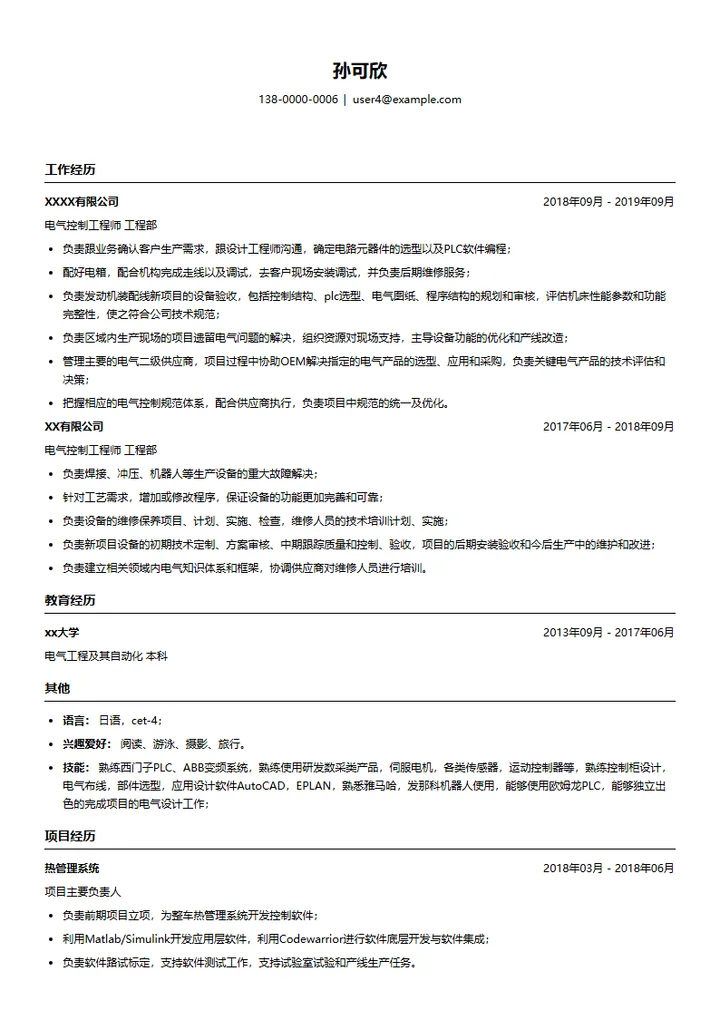 孙可欣
138-0000-0006 | user4@example.com
工作经历
XXXX有限公司 2018年09月 - 2019年09月
电气控制工程师 工程部
• 负责跟业务确认客户生产需求，跟设计工程师沟通，确定电路元器件的选型以及PLC软件编程；
• 配好电箱，配合机构完成走线以及调试，去客户现场安装调试，并负责后期维修服务；
• 负责发动机装配线新项目的设备验收，包括控制结构、plc选型、电气图纸、程序结构的规划和审核，评估机床性能参数和功能
完整性，使之符合公司技术规范；
• 负责区域内生产现场的项目遗留电气问题的解决，组织资源对现场支持，主导设备功能的优化和产线改造；
• 管理主要的电气二级供应商，项目过程中协助OEM解决指定的电气产品的选型、应用和采购，负责关键电气产品的技术评估和
决策；
• 把握相应的电气控制规范体系，配合供应商执行，负责项目中规范的统一及优化。
XX有限公司 2017年06月 - 2018年09月
电气控制工程师 工程部
• 负责焊接、冲压、机器人等生产设备的重大故障解决；
• 针对工艺需求，增加或修改程序，保证设备的功能更加完善和可靠；
• 负责设备的维修保养项目、计划、实施、检查，维修人员的技术培训计划、实施；
• 负责新项目设备的初期技术定制、方案审核、中期跟踪质量和控制、验收，项目的后期安装验收和今后生产中的维护和改进；
• 负责建立相关领域内电气知识体系和框架，协调供应商对维修人员进行培训。
教育经历
xx大学 2013年09月 - 2017年06月
电气工程及其自动化 本科
其他
• 语言： 日语，cet-4；
• 兴趣爱好： 阅读、游泳、摄影、旅行。
• 技能： 熟练西门子PLC、ABB变频系统，熟练使用研发数采类产品，伺服电机，各类传感器，运动控制器等，熟练控制柜设计，
电气布线，部件选型，应用设计软件AutoCAD，EPLAN，熟悉雅马哈，发那科机器人使用，能够使用欧姆龙PLC，能够独立出
色的完成项目的电气设计工作；
项目经历
热管理系统 2018年03月 - 2018年06月
项目主要负责人
• 负责前期项目立项，为整车热管理系统开发控制软件；
• 利用Matlab/Simulink开发应用层软件，利用Codewarrior进行软件底层开发与软件集成；
• 负责软件路试标定，支持软件测试工作，支持试验室试验和产线生产任务。